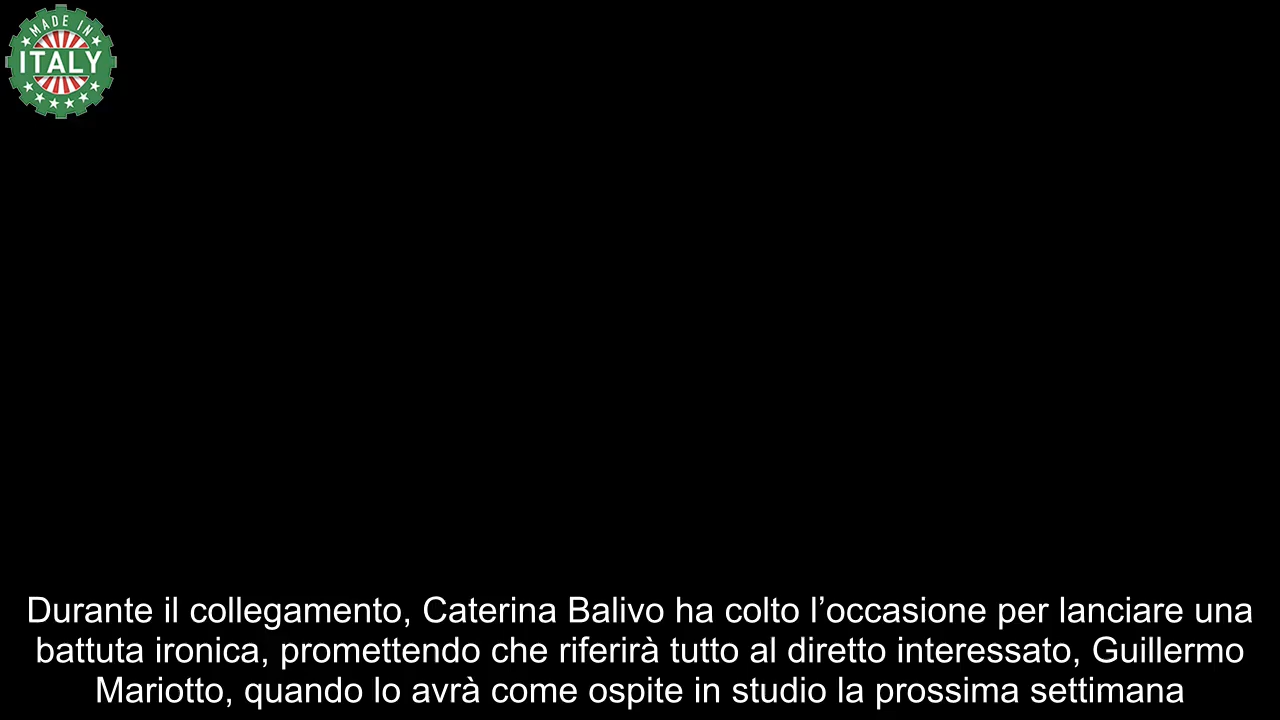 MADE IN
ITALY
Durante il collegamento, Caterina Balivo ha colto l’occasione per lanciare una
battuta ironica, promettendo che riferirà tutto al diretto interessato, Guillermo
Mariotto, quando lo avrà come ospite in studio la prossima settimana